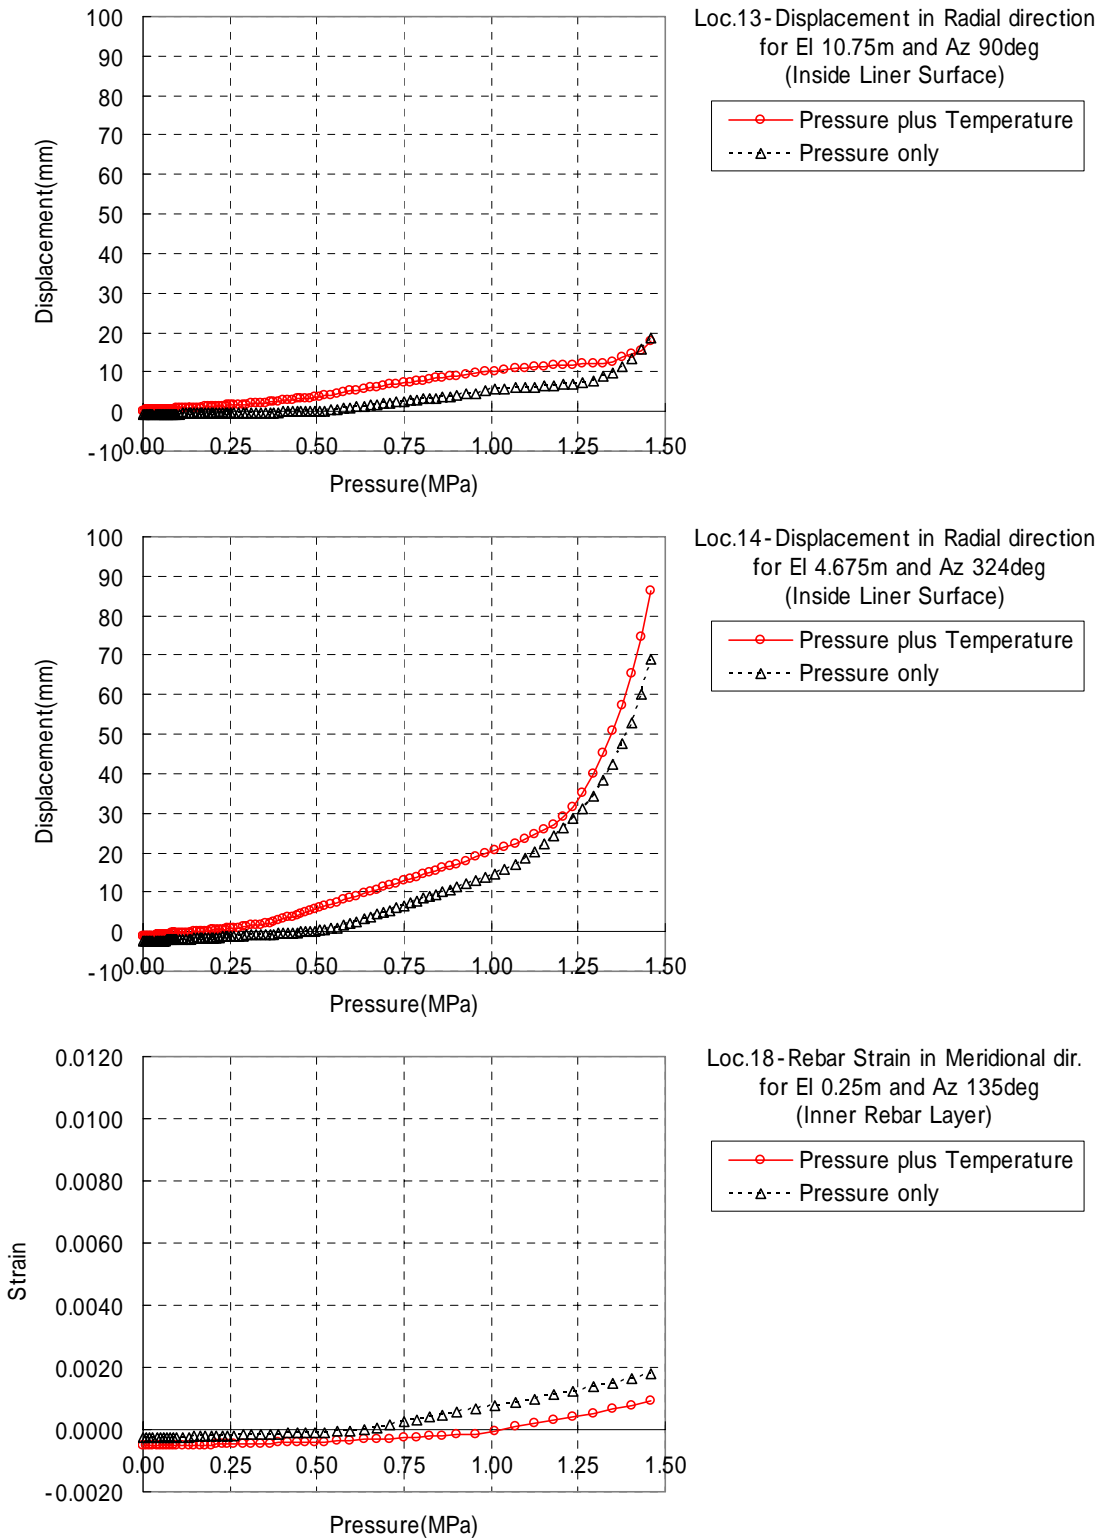 Loc.13-Displacement in Radial direction
for El 10.75m and Az 90deg
(Inside Liner Surface)
Pressure plus Temperature
Pressure only
100
90
80
70
60
50
40
30
20
10
0
-10
Displacement(mm)
0.00 0.25 0.50 0.75 1.00 1.25 1.50
Pressure(MPa)
Loc.14-Displacement in Radial direction
for El 4.675m and Az 324deg
(Inside Liner Surface)
Pressure plus Temperature
Pressure only
100
90
80
70
60
50
40
30
20
10
0
-10
Displacement(mm)
0.00 0.25 0.50 0.75 1.00 1.25 1.50
Pressure(MPa)
Loc.18-Rebar Strain in Meridional dir.
for El 0.25m and Az 135deg
(Inner Rebar Layer)
Pressure plus Temperature
Pressure only
0.0120
0.0100
0.0080
0.0060
0.0040
0.0020
0.0000
-0.0020
Strain
0.00 0.25 0.50 0.75 1.00 1.25 1.50
Pressure(MPa)